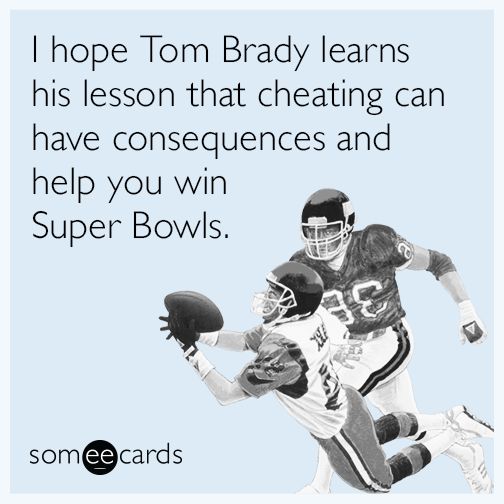 I hope Tom Brady learns
his lesson that cheating can
have consequences and
help you win
Super Bowls.
someecards